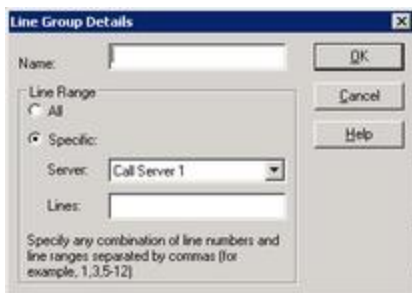 Line Group Details
Name:
OK
Line Range
All
Cancel
Specific:
Help
Server: Call Server 1
Lines:
Specify any combination of line numbers and
line ranges separated by commas (for
example, 1,3,5-12)